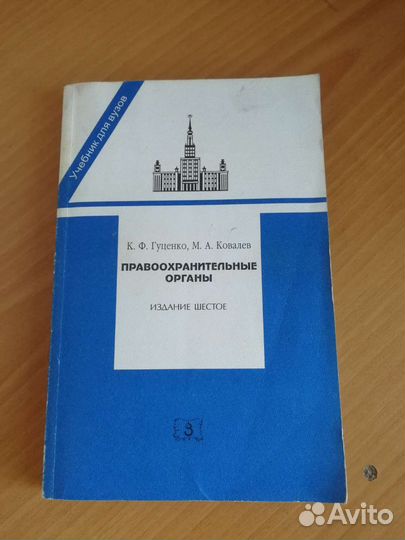 Учебник для вузов
К. Ф. Гуценко, М. А. Ковалев
ПРАВООХРАНИТЕЛЬНЫЕ
ОРГАНЫ
ИЗДАНИЕ ШЕСТОЕ
З
Avito